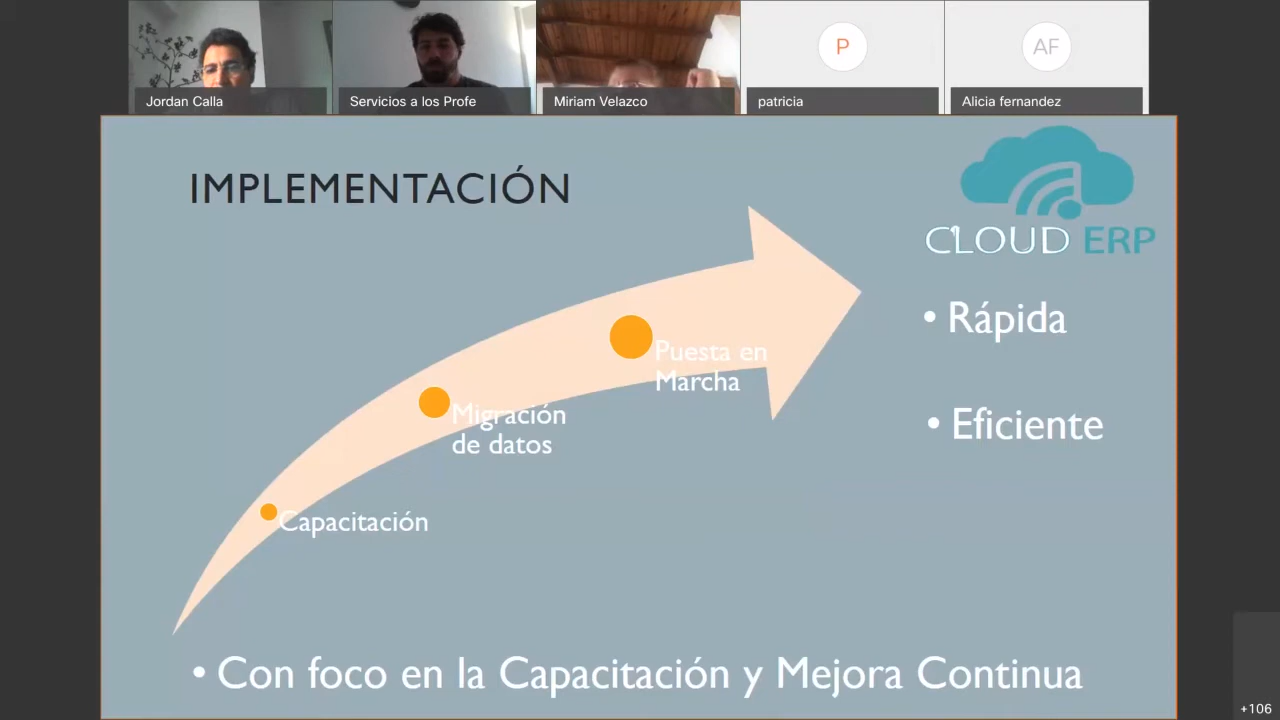 P
AF
Jordan Calla
Servicios a los Profe
Miriam Velazco
patricia
Alicia fernandez
IMPLEMENTACIÓN
CLOUD ERP
• Rápida
Puesta en
Marcha
Migración
de datos
• Eficiente
Capacitación
• Con foco en la Capacitación y Mejora Continua
+106